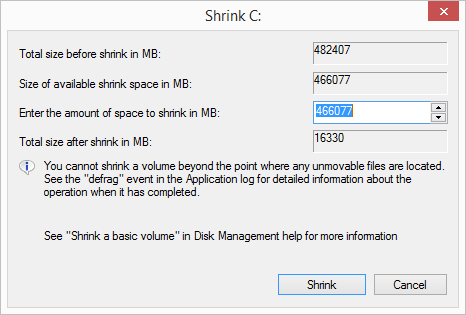 Shrink C:
Total size before shrink in MB: 482407
Size of available shrink space in MB: 466077
Enter the amount of space to shrink in MB: 466077
Total size after shrink in MB: 16330
You cannot shrink a volume beyond the point where any unmovable files are located.
See the "defrag" event in the Application log for detailed information about the
operation when it has completed.
See "Shrink a basic volume" in Disk Management help for more information
Shrink Cancel